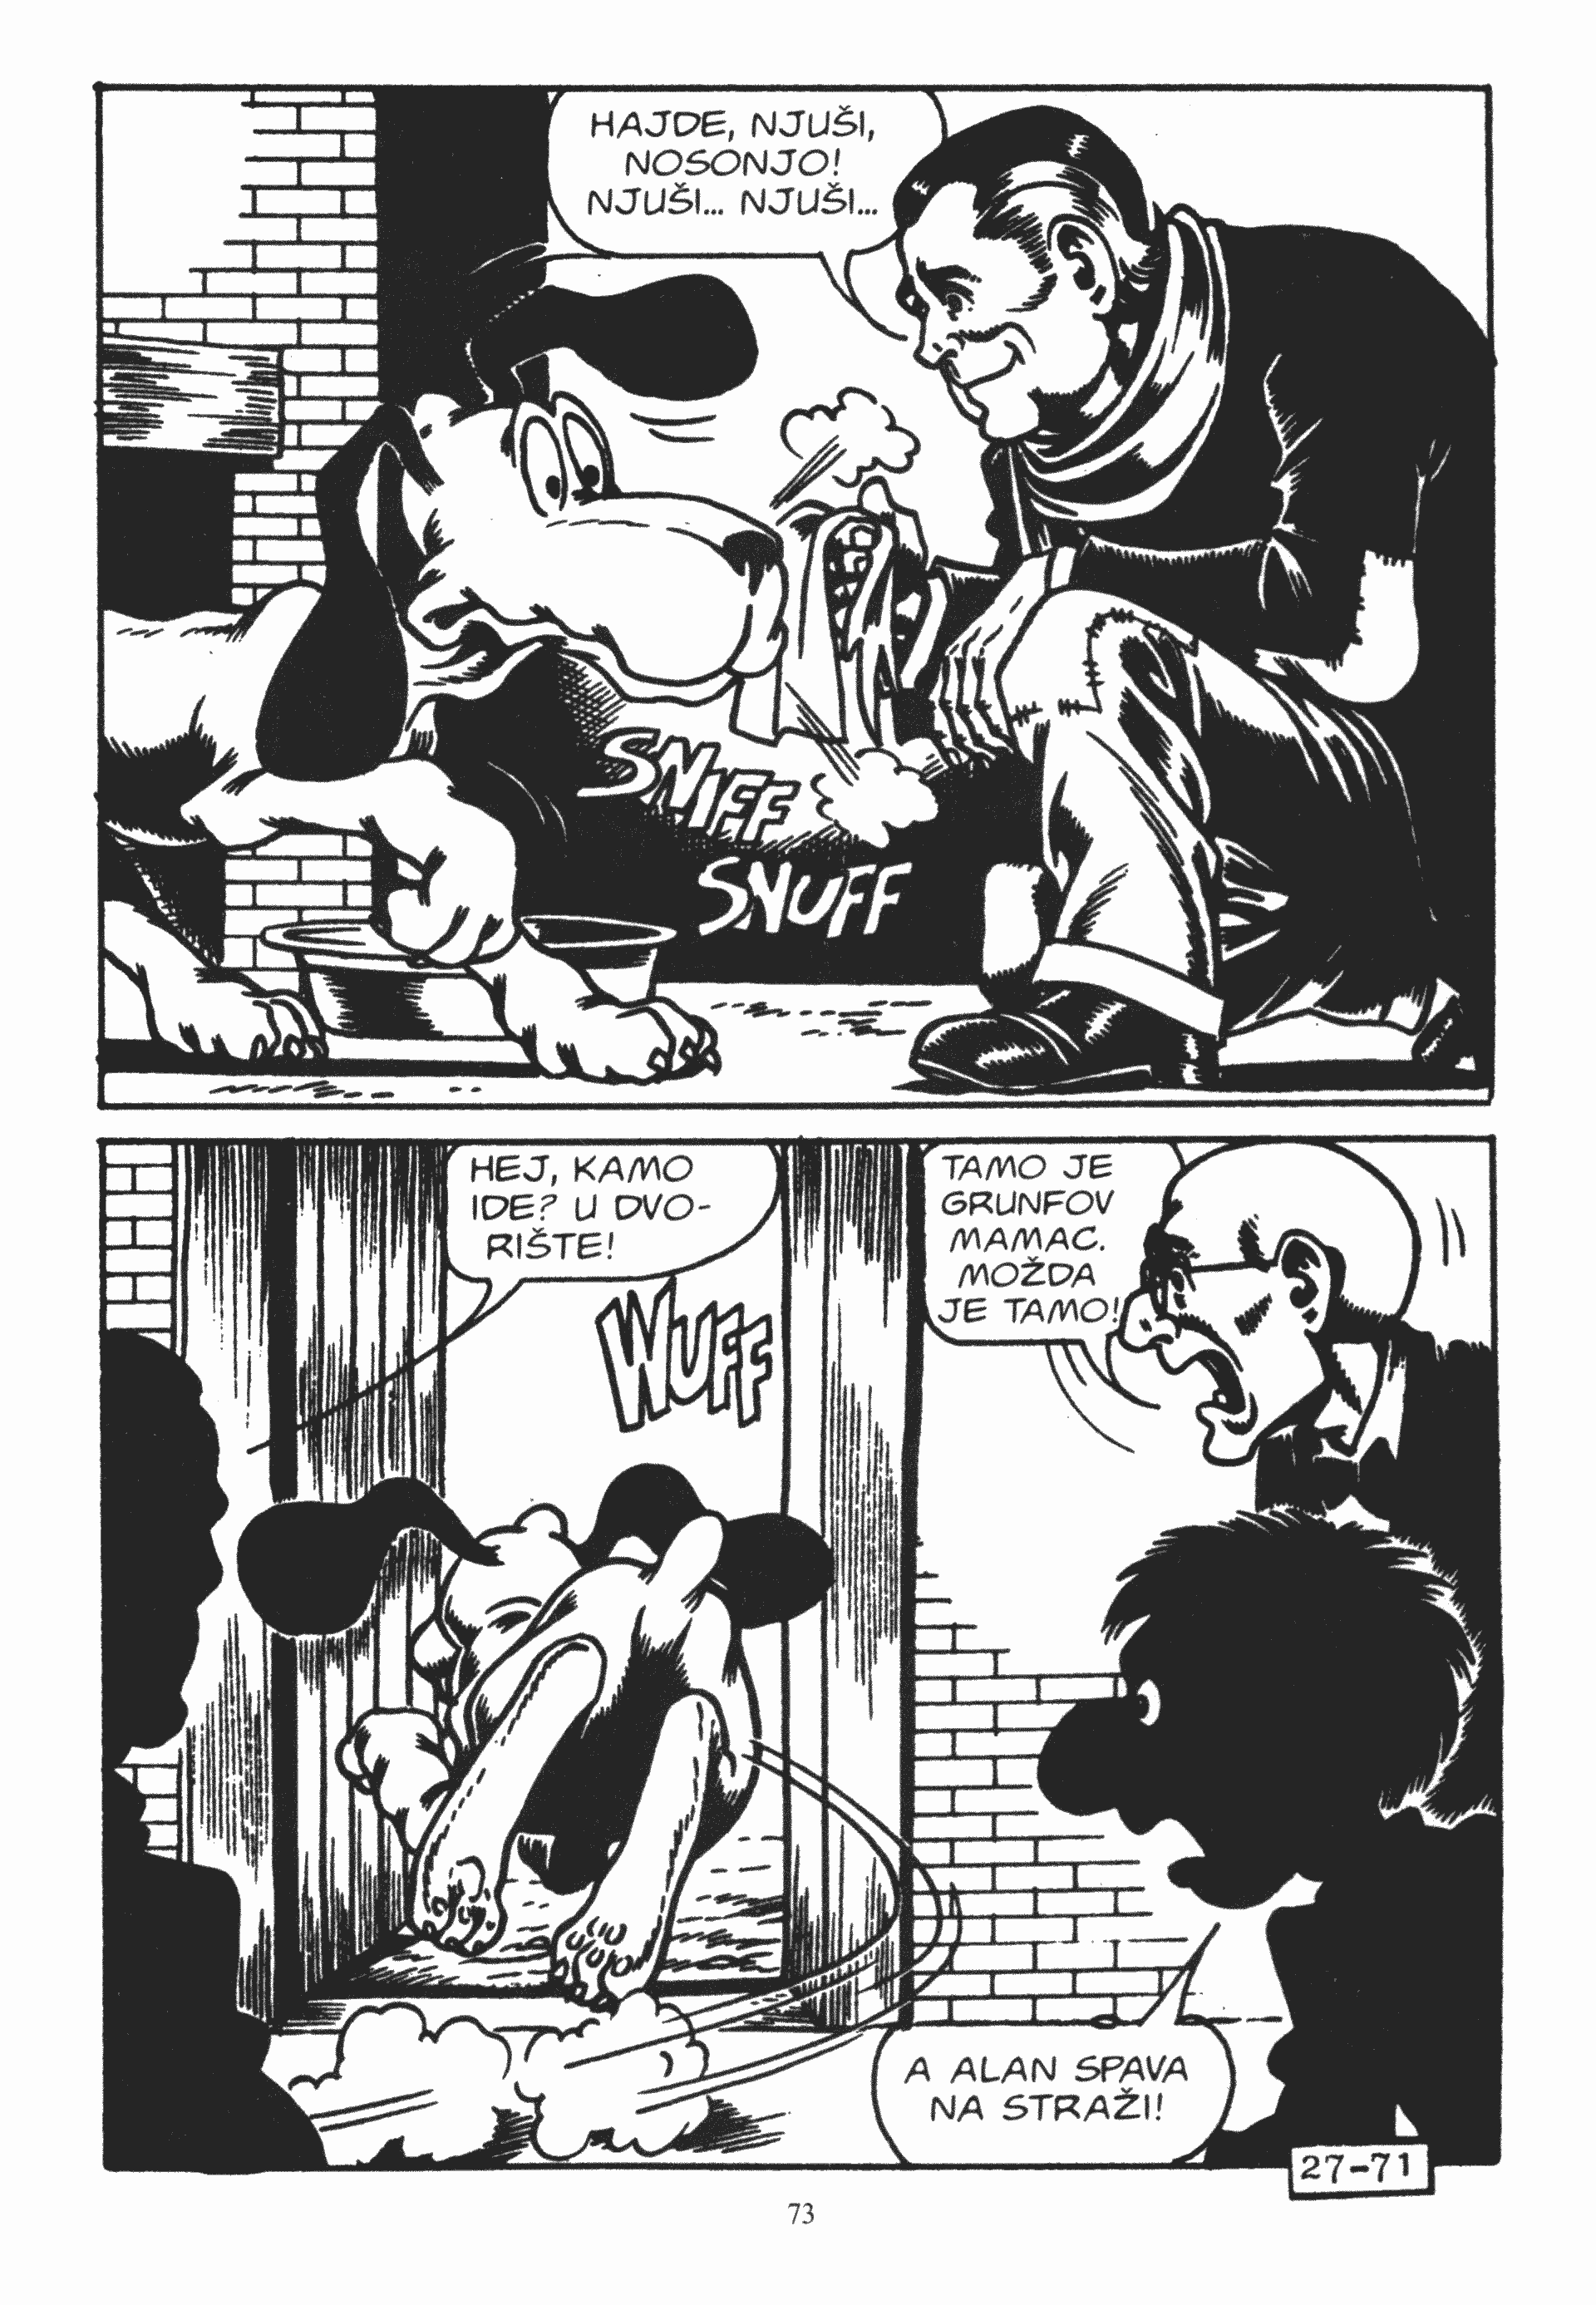 HAJDE, NJUŠI,
NOSONJO!
NJUŠI... NJUŠI...
SNIFF
SNUFF
HEJ, KAMO
IDE? U DVO-
RIŠTE!
WUFF
TAMO JE
GRUNFOV
MAMAC.
MOŽDA
JE TAMO!
A ALAN SPAVA
NA STRAŽI!
27-71
73